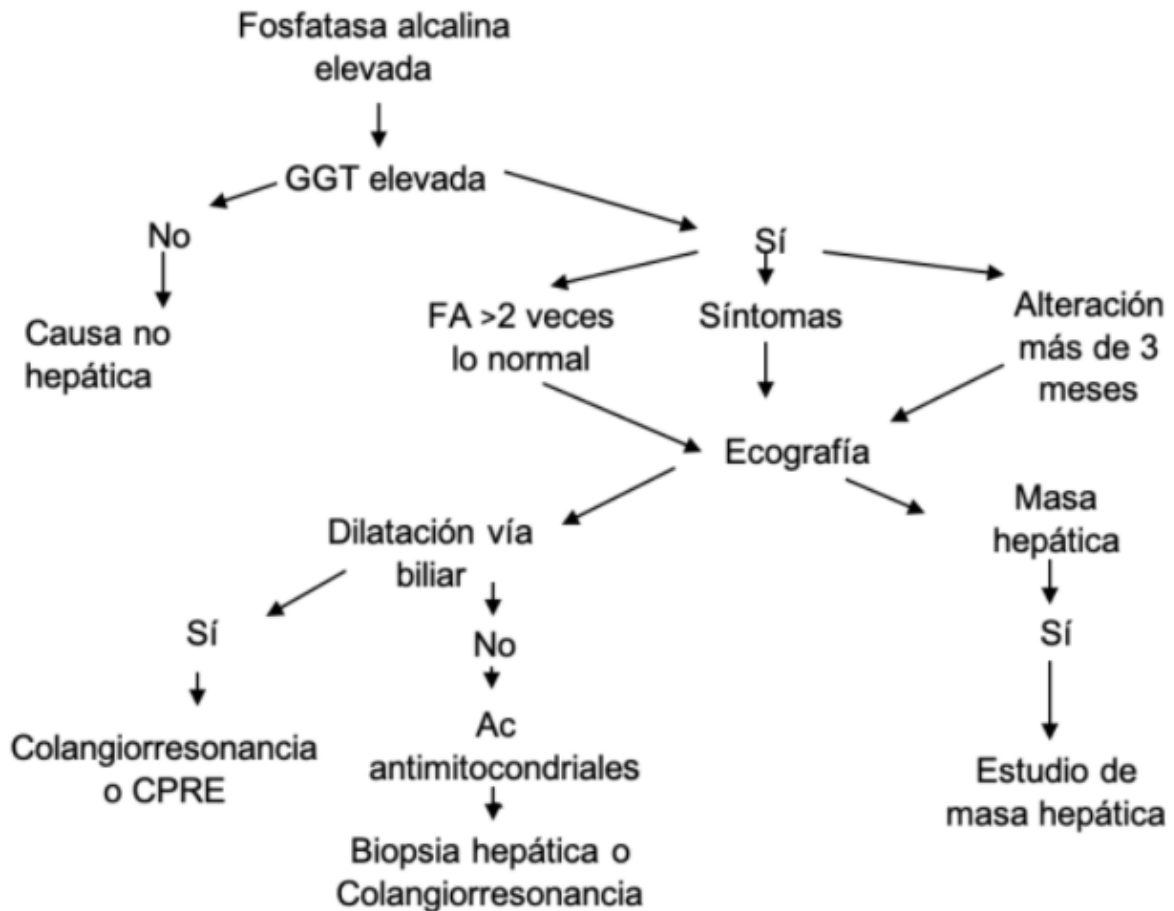 Fosfatasa alcalina
elevada
GGT elevada
No
Sí
Causa no
hepática
FA >2 veces
lo normal
Síntomas
Alteración
más de 3
meses
Ecografía
Dilatación vía
biliar
Masa
hepática
Sí
No
Sí
Colangiorresonancia
o CPRE
Ac
antimitocondriales
Estudio de
masa hepática
Biopsia hepática o
Colangiorresonancia